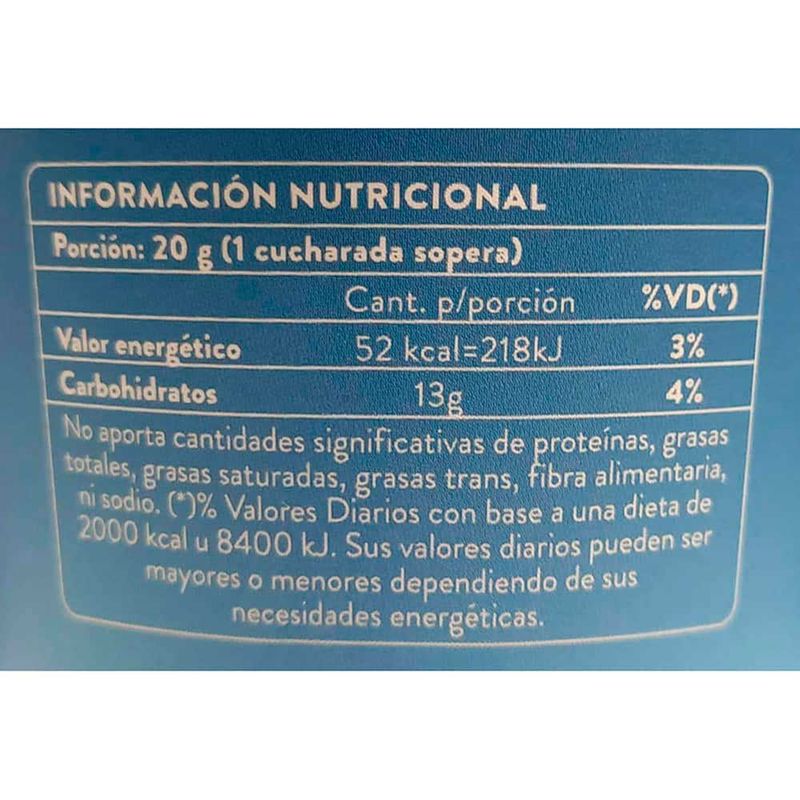 INFORMACIÓN NUTRICIONAL
Porción: 20 g (1 cucharada sopera)
Cant. p/porción %VD(*)
Valor energético 52 kcal=218kJ 3%
Carbohidratos 13g 4%
No aporta cantidades significativas de proteínas, grasas
totales, grasas saturadas, grasas trans, fibra alimentaria,
ni sodio. (*)% Valores Diarios con base a una dieta de
2000 kcal u 8400 kJ. Sus valores diarios pueden ser
mayores o menores dependiendo de sus
necesidades energéticas.